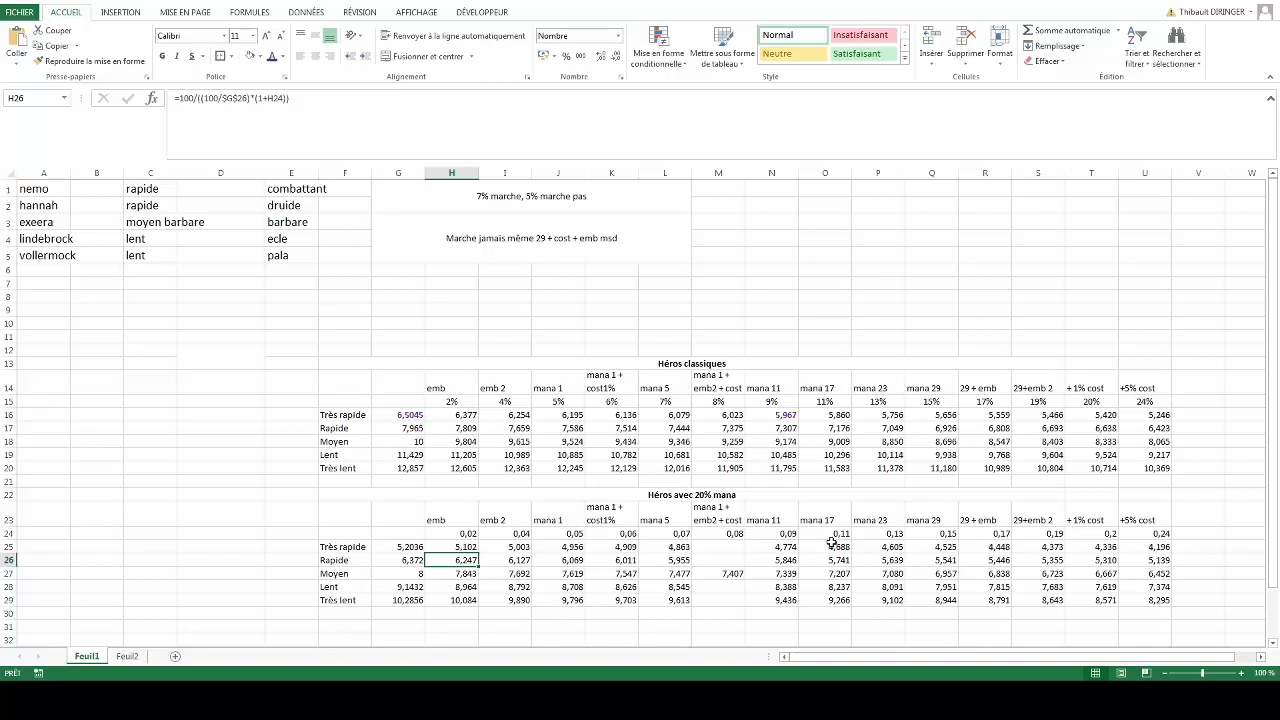 FICHIER ACCUEIL INSERTION MISE EN PAGE FORMULES DONNÉES RÉVISION AFFICHAGE DÉVELOPPEUR Thibault DIRINGER
Coller
Couper
Copier
Reproduire la mise en forme
Presse-papiers
Calibri 11
G I S
Police
Renvoyer à la ligne automatiquement
Fusionner et centrer
Alignement
Nombre
% 000
Nombre
Mise en forme conditionnelle
Mettre sous forme de tableau
Normal Insatisfaisant
Neutre Satisfaisant
Style
Insérer Supprimer Format
Cellules
Somme automatique
Remplissage
Effacer
Trier et filtrer
Rechercher et sélectionner
Édition
H26 fx =100/((100/$G$26)*(1+H24))
A B C D E F G H I J K L M N O P Q R S T U V W
1 nemo rapide combattant 7% marche, 5% marche pas
2 hannah rapide druide
3 exeera moyen barbare barbare
4 lindebrock lent ecle Marche jamais même 29 + cost + emb msd
5 vollermock lent pala
6
7
8
9
10
11
12
13 Héros classiques
14 emb emb 2 mana 1 mana 1 + cost1% mana 5 mana 1 + emb2 + cost mana 11 mana 17 mana 23 mana 29 29 + emb 29+emb 2 + 1% cost +5% cost
15 2% 4% 5% 6% 7% 8% 9% 11% 13% 15% 17% 19% 20% 24%
16 Très rapide 6,5045 6,377 6,254 6,195 6,136 6,079 6,023 5,967 5,860 5,756 5,656 5,559 5,466 5,420 5,246
17 Rapide 7,965 7,809 7,659 7,586 7,514 7,444 7,375 7,307 7,176 7,049 6,926 6,808 6,693 6,638 6,423
18 Moyen 10 9,804 9,615 9,524 9,434 9,346 9,259 9,174 9,009 8,850 8,696 8,547 8,403 8,333 8,065
19 Lent 11,429 11,205 10,989 10,885 10,782 10,681 10,582 10,485 10,296 10,114 9,938 9,768 9,604 9,524 9,217
20 Très lent 12,857 12,605 12,363 12,245 12,129 12,016 11,905 11,795 11,583 11,378 11,180 10,989 10,804 10,714 10,369
21
22 Héros avec 20% mana
23 emb emb 2 mana 1 mana 1 + cost1% mana 5 mana 1 + emb2 + cost mana 11 mana 17 mana 23 mana 29 29 + emb 29+emb 2 + 1% cost +5% cost
24 0,02 0,04 0,05 0,06 0,07 0,08 0,09 0,11 0,13 0,15 0,17 0,19 0,2 0,24
25 Très rapide 5,2036 5,102 5,003 4,956 4,909 4,863 4,774 4,688 4,605 4,525 4,448 4,373 4,336 4,196
26 Rapide 6,372 6,247 6,127 6,069 6,011 5,955 5,846 5,741 5,639 5,541 5,446 5,355 5,310 5,139
27 Moyen 8 7,843 7,692 7,619 7,547 7,477 7,407 7,339 7,207 7,080 6,957 6,838 6,723 6,667 6,452
28 Lent 9,1432 8,964 8,792 8,708 8,626 8,545 8,388 8,237 8,091 7,951 7,815 7,683 7,619 7,374
29 Très lent 10,2856 10,084 9,890 9,796 9,703 9,613 9,436 9,266 9,102 8,944 8,791 8,643 8,571 8,295
30
31
32
Feuil1 Feuil2
PRÊT 100 %